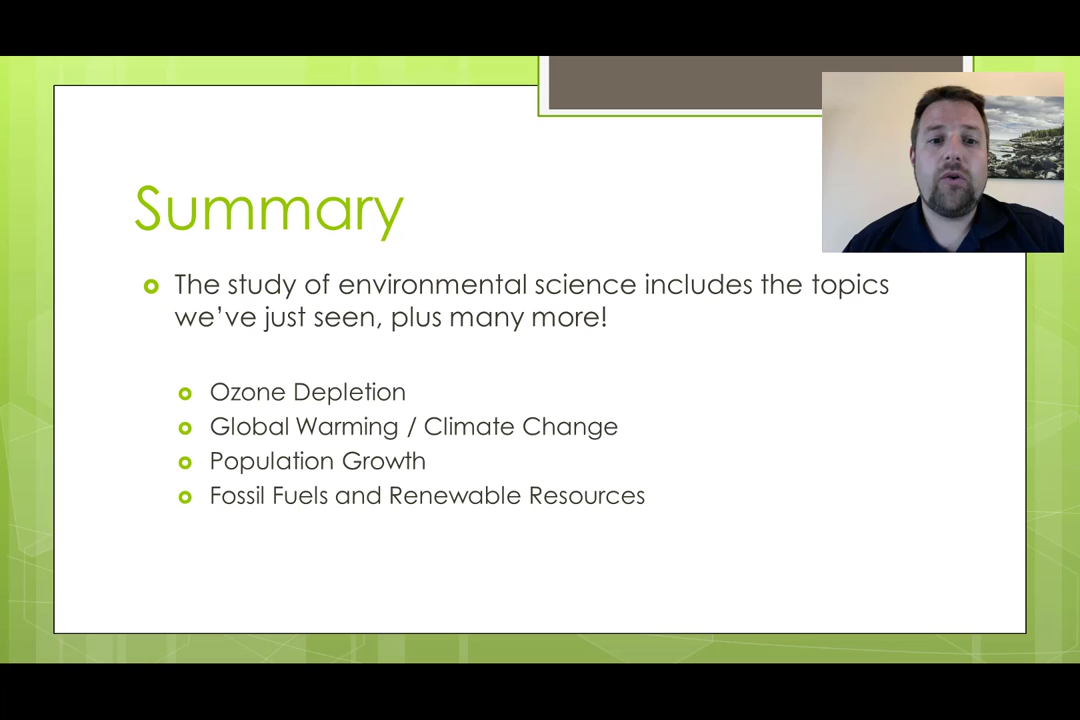 Summary
The study of environmental science includes the topics
we’ve just seen, plus many more!
Ozone Depletion
Global Warming / Climate Change
Population Growth
Fossil Fuels and Renewable Resources